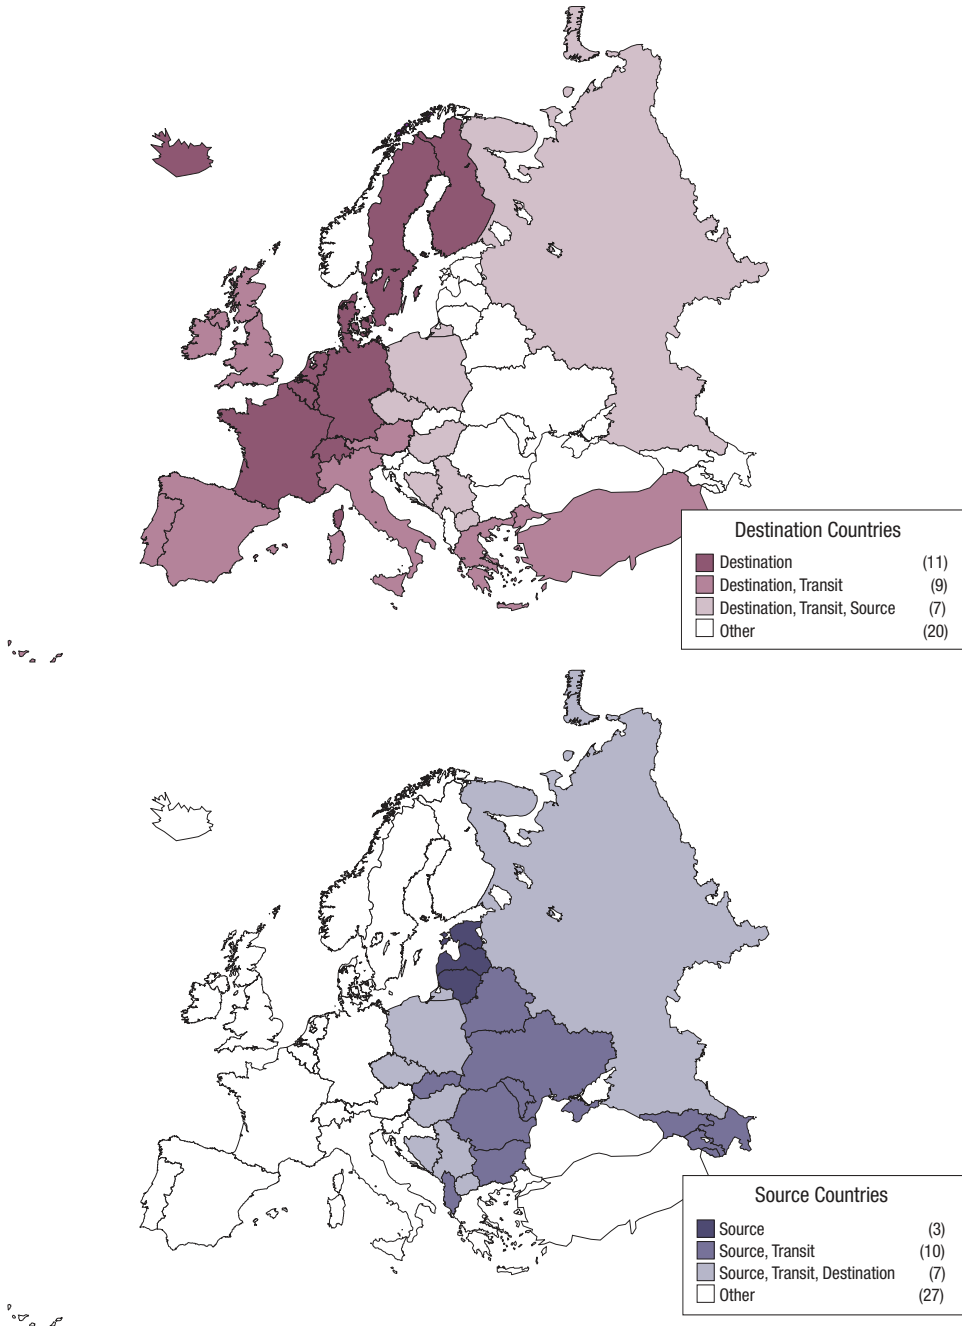 Destination Countries
Destination (11)
Destination, Transit (9)
Destination, Transit, Source (7)
Other (20)
Source Countries
Source (3)
Source, Transit (10)
Source, Transit, Destination (7)
Other (27)